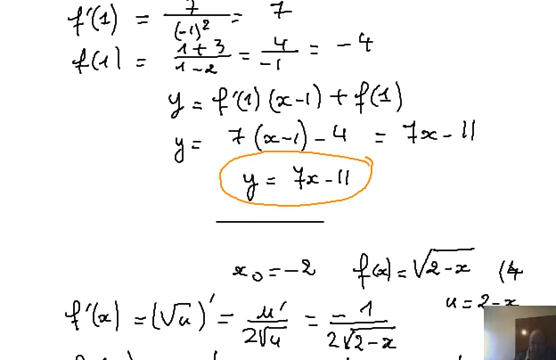 f'(1) = 7/(-1)² = 7
f(1) = (1+3)/(1-2) = 4/-1 = -4
y = f'(1) (x-1) + f(1)
y = 7(x-1) - 4 = 7x - 11
y = 7x - 11
x₀ = -2 f(x) = √(2-x) (4
u = 2-x
f'(x) = (√u)' = u'/(2√u) = -1/(2√(2-x))